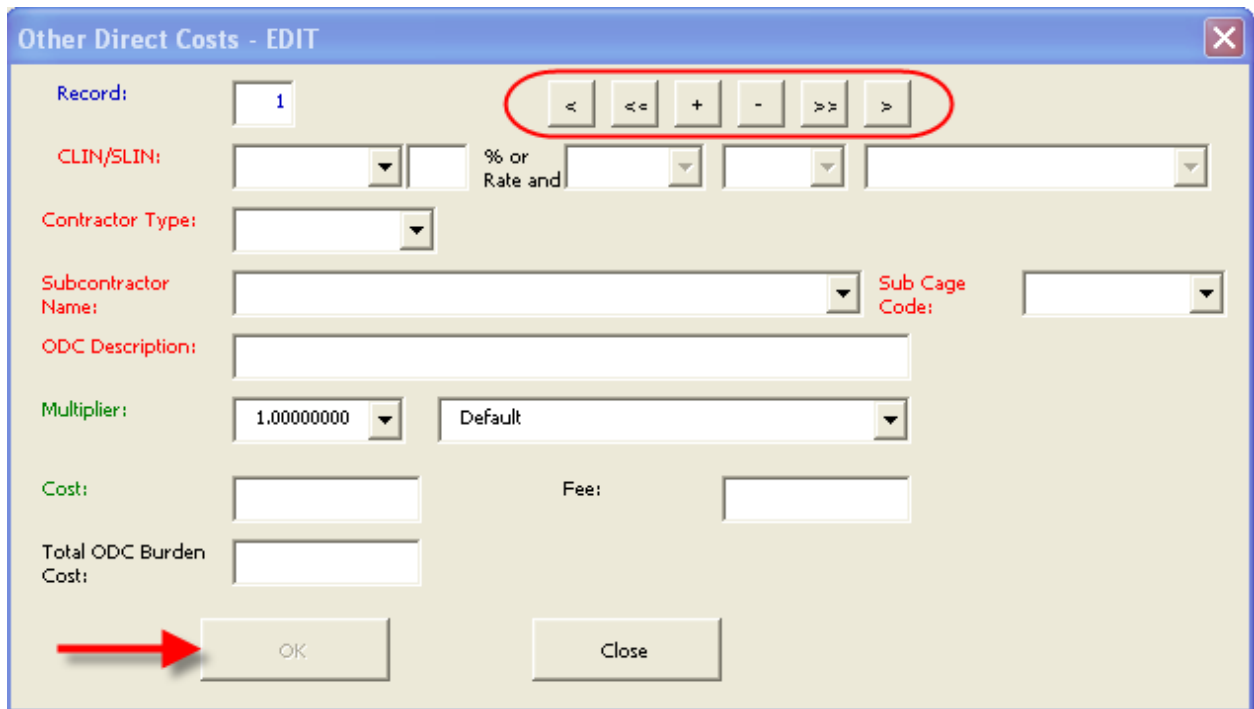 Other Direct Costs - EDIT
Record: 1 < << + - >> >
CLIN/SLIN: % or
Rate and
Contractor Type:
Subcontractor
Name:
Sub Cage
Code:
ODC Description:
Multiplier: 1.00000000 Default
Cost: Fee:
Total ODC Burden
Cost:
OK Close